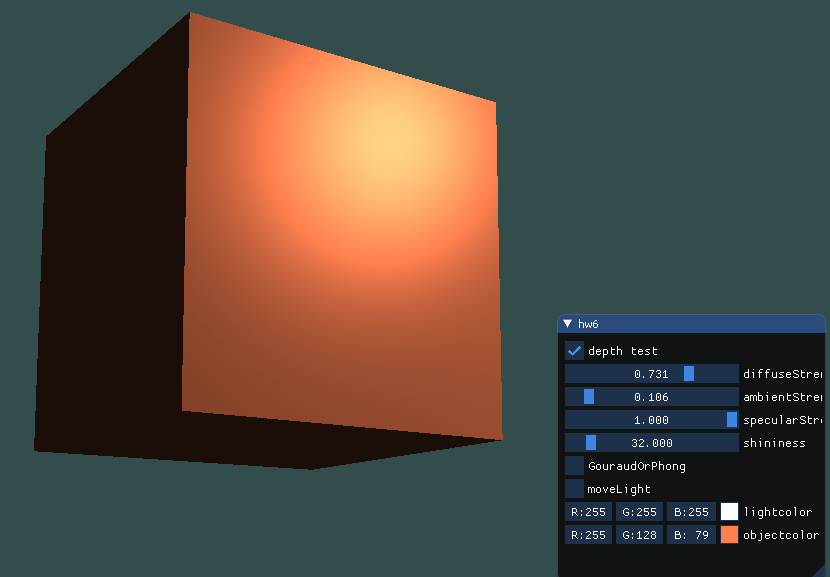 hw6
depth test
0.731 diffuseStre
0.106 ambientStre
1.000 specularStr
32.000 shininess
GouraudOrPhong
moveLight
R:255 G:255 B:255 lightcolor
R:255 G:128 B: 79 objectcolor